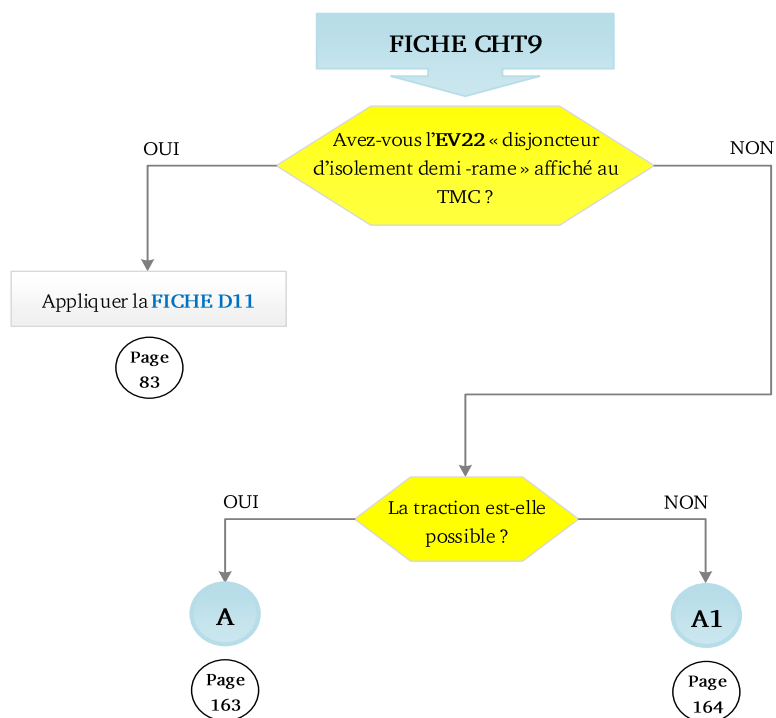 FICHE CHT9
Avez-vous l'EV22 « disjoncteur
d'isolement demi -rame » affiché au
TMC ?
OUI
NON
Appliquer la FICHE D11
Page
83
La traction est-elle
possible ?
OUI
NON
A
A1
Page
163
Page
164